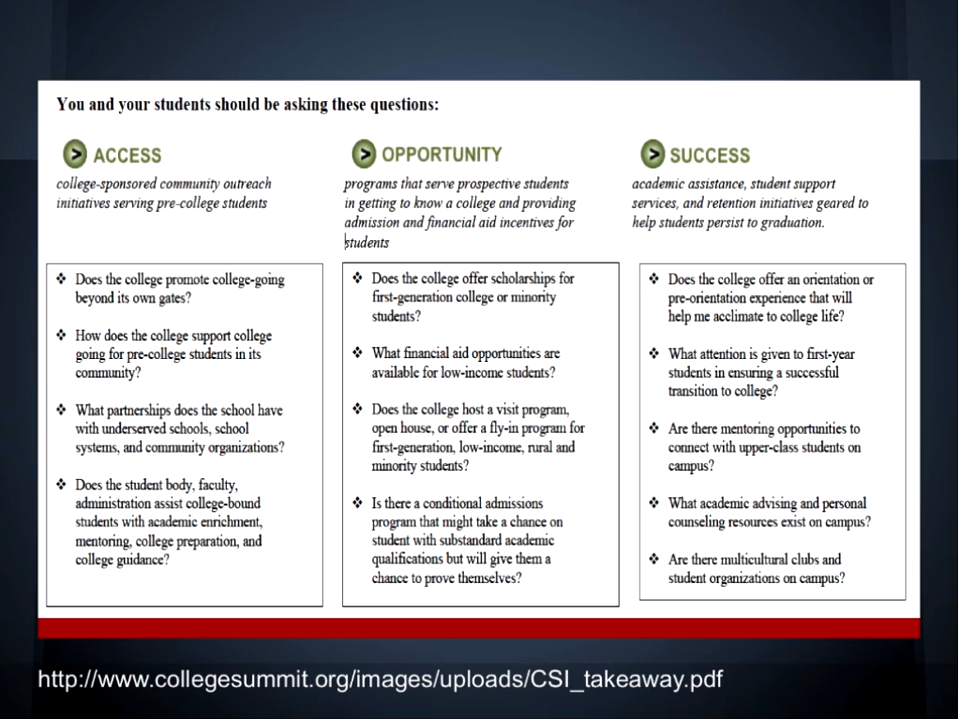 You and your students should be asking these questions:
> ACCESS
college-sponsored community outreach
initiatives serving pre-college students
❖ Does the college promote college-going
beyond its own gates?
❖ How does the college support college
going for pre-college students in its
community?
❖ What partnerships does the school have
with underserved schools, school
systems, and community organizations?
❖ Does the student body, faculty,
administration assist college-bound
students with academic enrichment,
mentoring, college preparation, and
college guidance?
> OPPORTUNITY
programs that serve prospective students
in getting to know a college and providing
admission and financial aid incentives for
students
❖ Does the college offer scholarships for
first-generation college or minority
students?
❖ What financial aid opportunities are
available for low-income students?
❖ Does the college host a visit program,
open house, or offer a fly-in program for
first-generation, low-income, rural and
minority students?
❖ Is there a conditional admissions
program that might take a chance on
student with substandard academic
qualifications but will give them a
chance to prove themselves?
> SUCCESS
academic assistance, student support
services, and retention initiatives geared to
help students persist to graduation.
❖ Does the college offer an orientation or
pre-orientation experience that will
help me acclimate to college life?
❖ What attention is given to first-year
students in ensuring a successful
transition to college?
❖ Are there mentoring opportunities to
connect with upper-class students on
campus?
❖ What academic advising and personal
counseling resources exist on campus?
❖ Are there multicultural clubs and
student organizations on campus?
http://www.collegesummit.org/images/uploads/CSI_takeaway.pdf